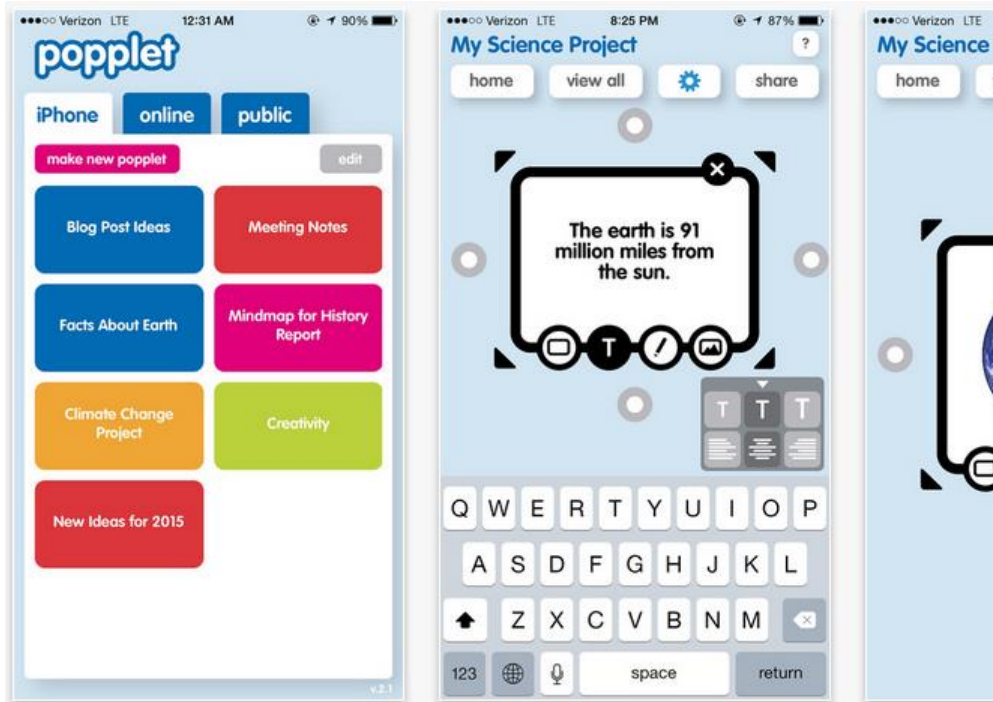 Verizon LTE 12:31 AM 90%
popplet
iPhone online public
make new popplet edit
Blog Post Ideas Meeting Notes
Facts About Earth
Mindmap for History
Report
Climate Change
Project
Creativity
New Ideas for 2015
v.2.1
Verizon LTE 8:25 PM 87%
My Science Project ?
home view all share
The earth is 91
million miles from
the sun.
T
T T T
Q W E R T Y U I O P
A S D F G H J K L
Z X C V B N M
123 space return
Verizon LTE
My Science
home